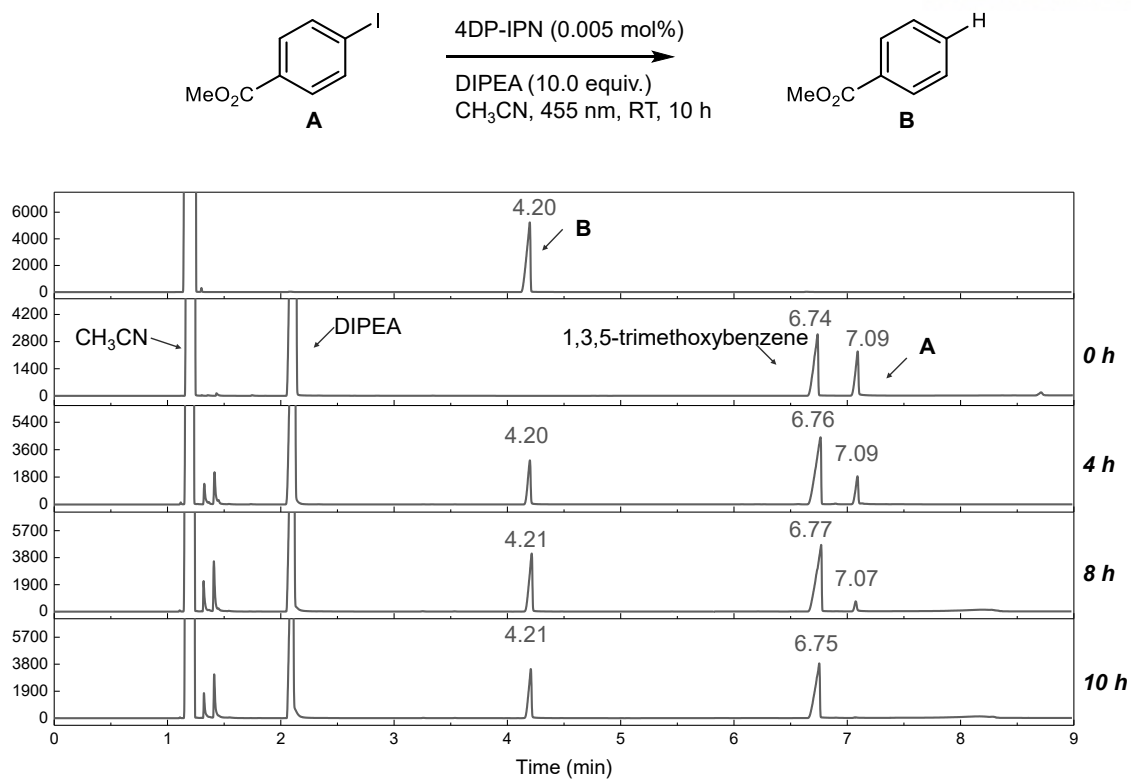 I
MeO2C
A
4DP-IPN (0.005 mol%)
DIPEA (10.0 equiv.)
CH3CN, 455 nm, RT, 10 h
H
MeO2C
B
6000
4000
2000
0
4.20
B
4200
2800
1400
0
CH3CN
DIPEA
1,3,5-trimethoxybenzene
6.74
7.09
A
0 h
5400
3600
1800
0
4.20
6.76
7.09
4 h
5700
3800
1900
0
4.21
6.77
7.07
8 h
5700
3800
1900
0
4.21
6.75
10 h
0 1 2 3 4 5 6 7 8 9
Time (min)